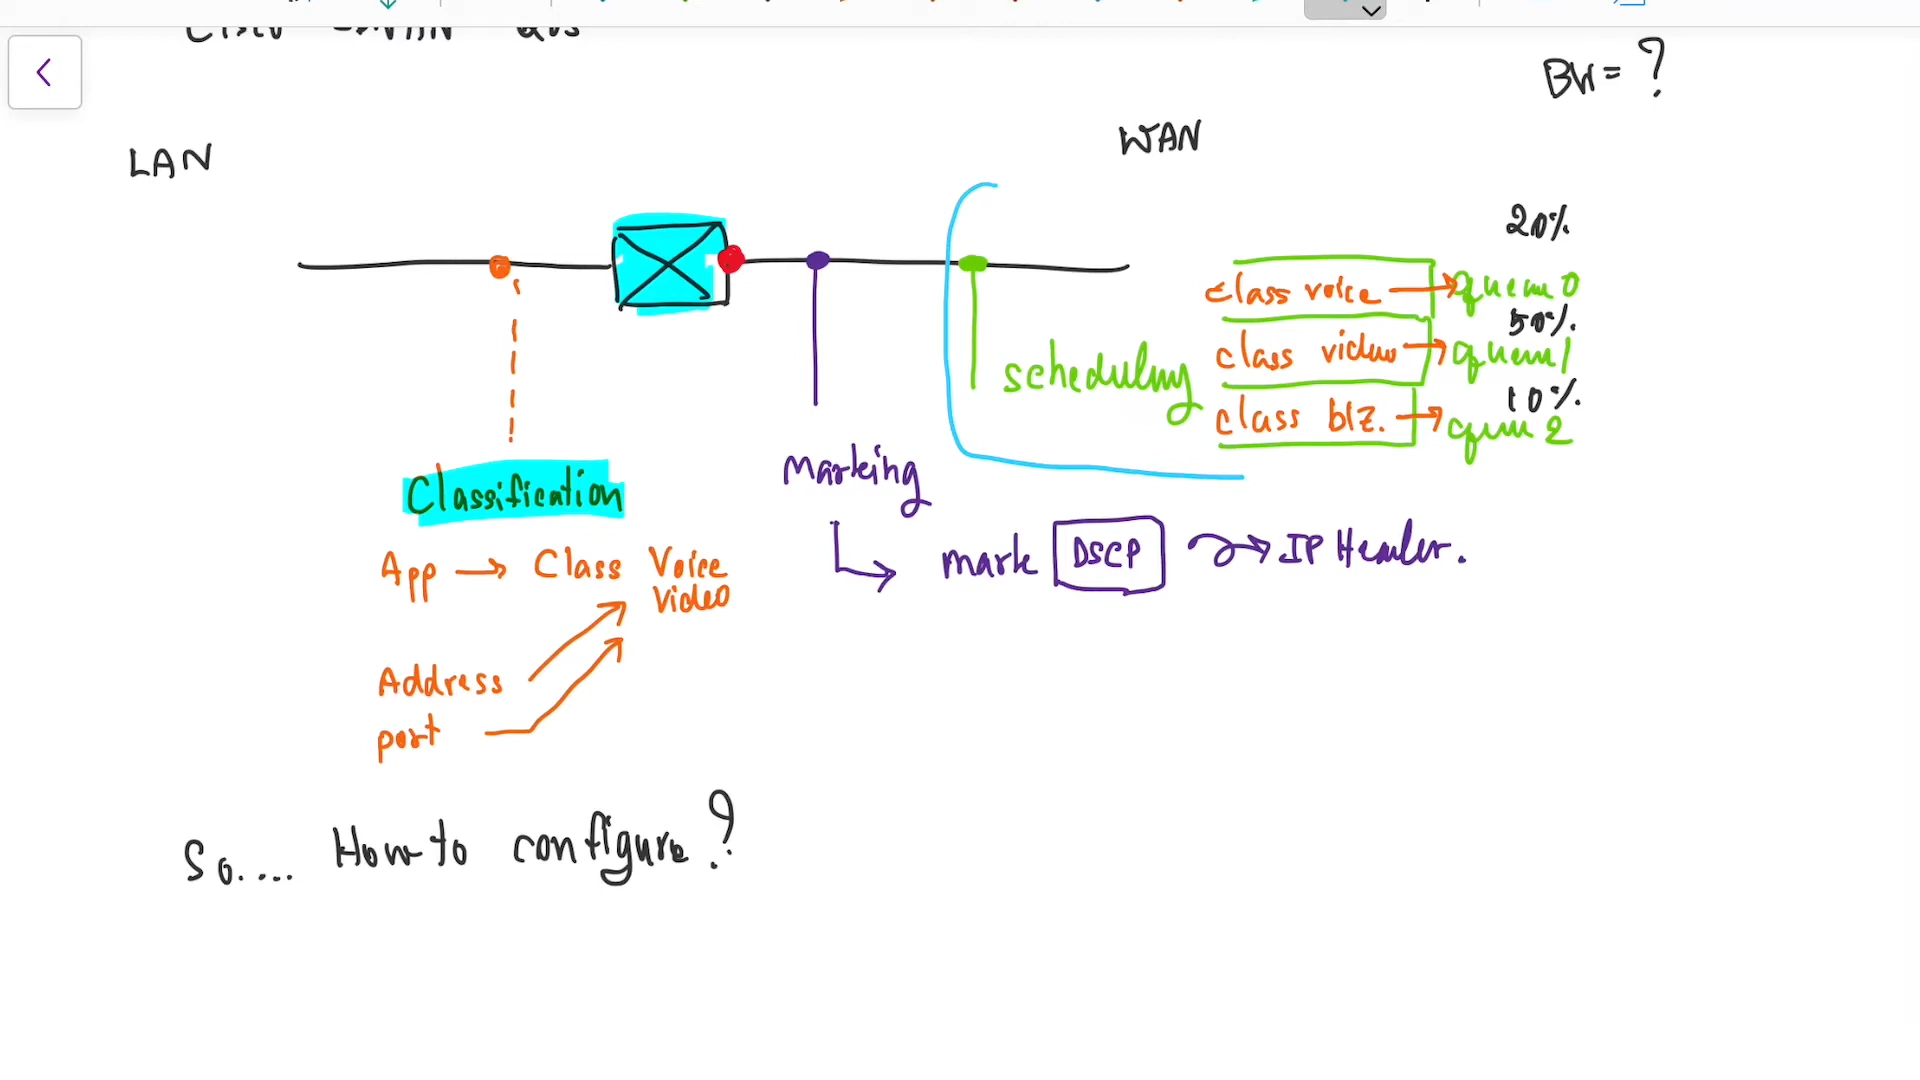 BW = ?
LAN
WAN
20%
class voice → queue 0
50%.
class video → queue 1
scheduling
10%.
class biz. → queue 2
Marking
Classification
mark DSCP → IP Header.
App → Class Voice
Video
Address
port
So.... How to configure?